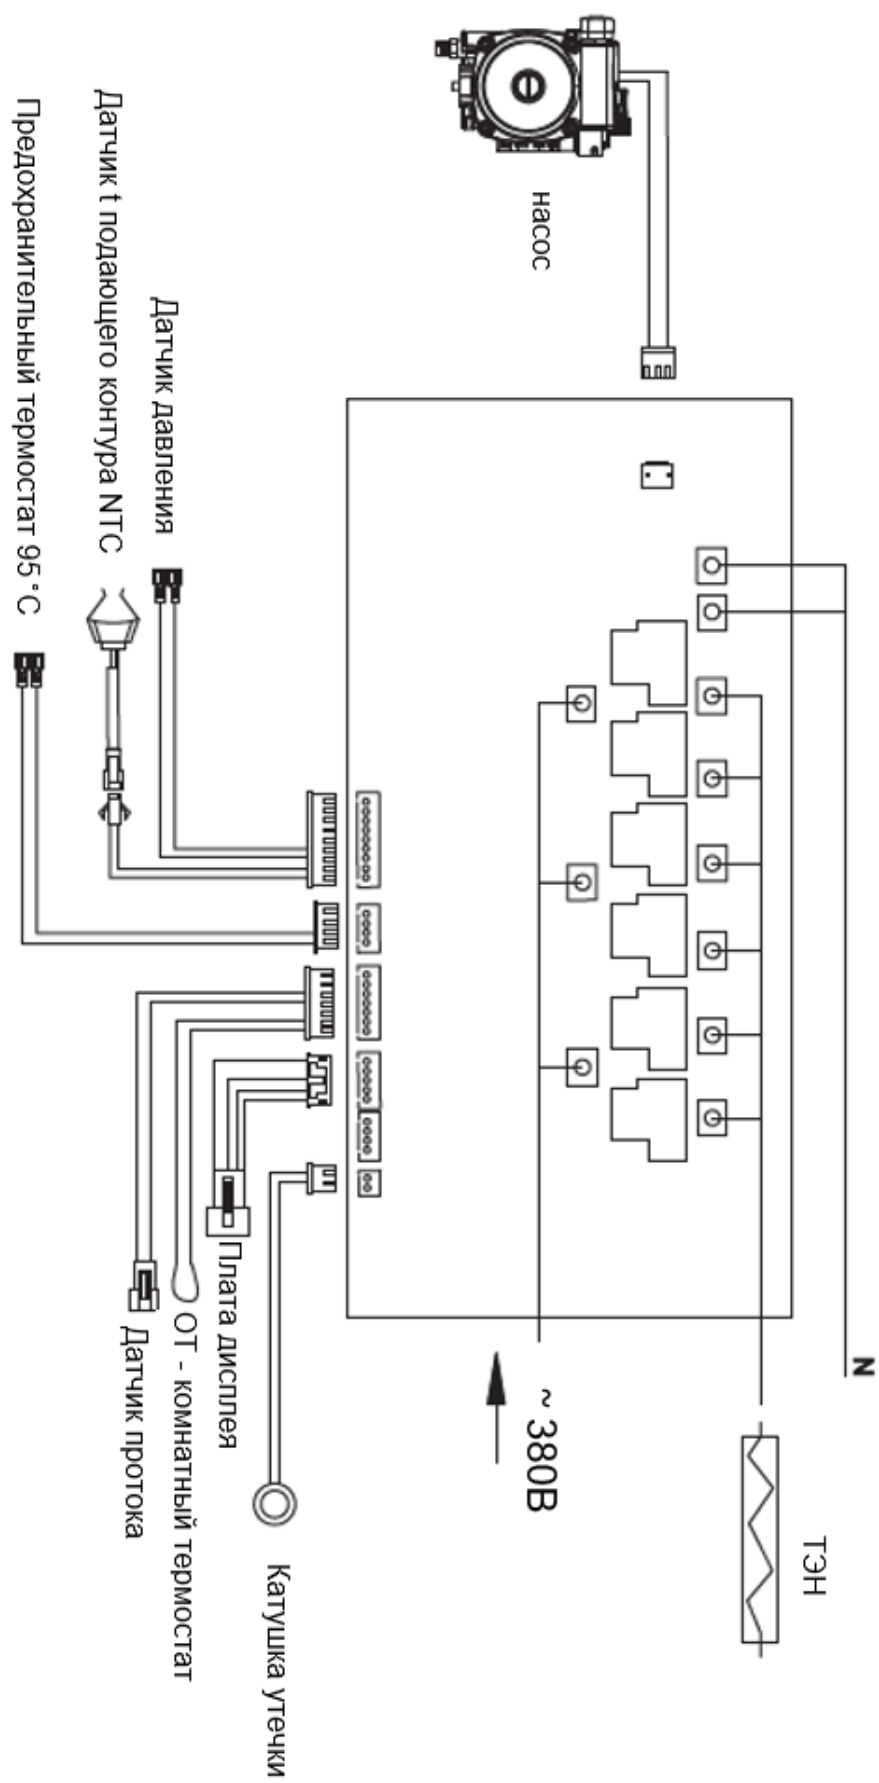 насос
N
ТЭН
~ 380В
Датчик давления
Датчик t подающего контура NTC
Предохранительный термостат 95 °C
Плата дисплея
ОТ - комнатный термостат
Датчик протока
Катушка утечки